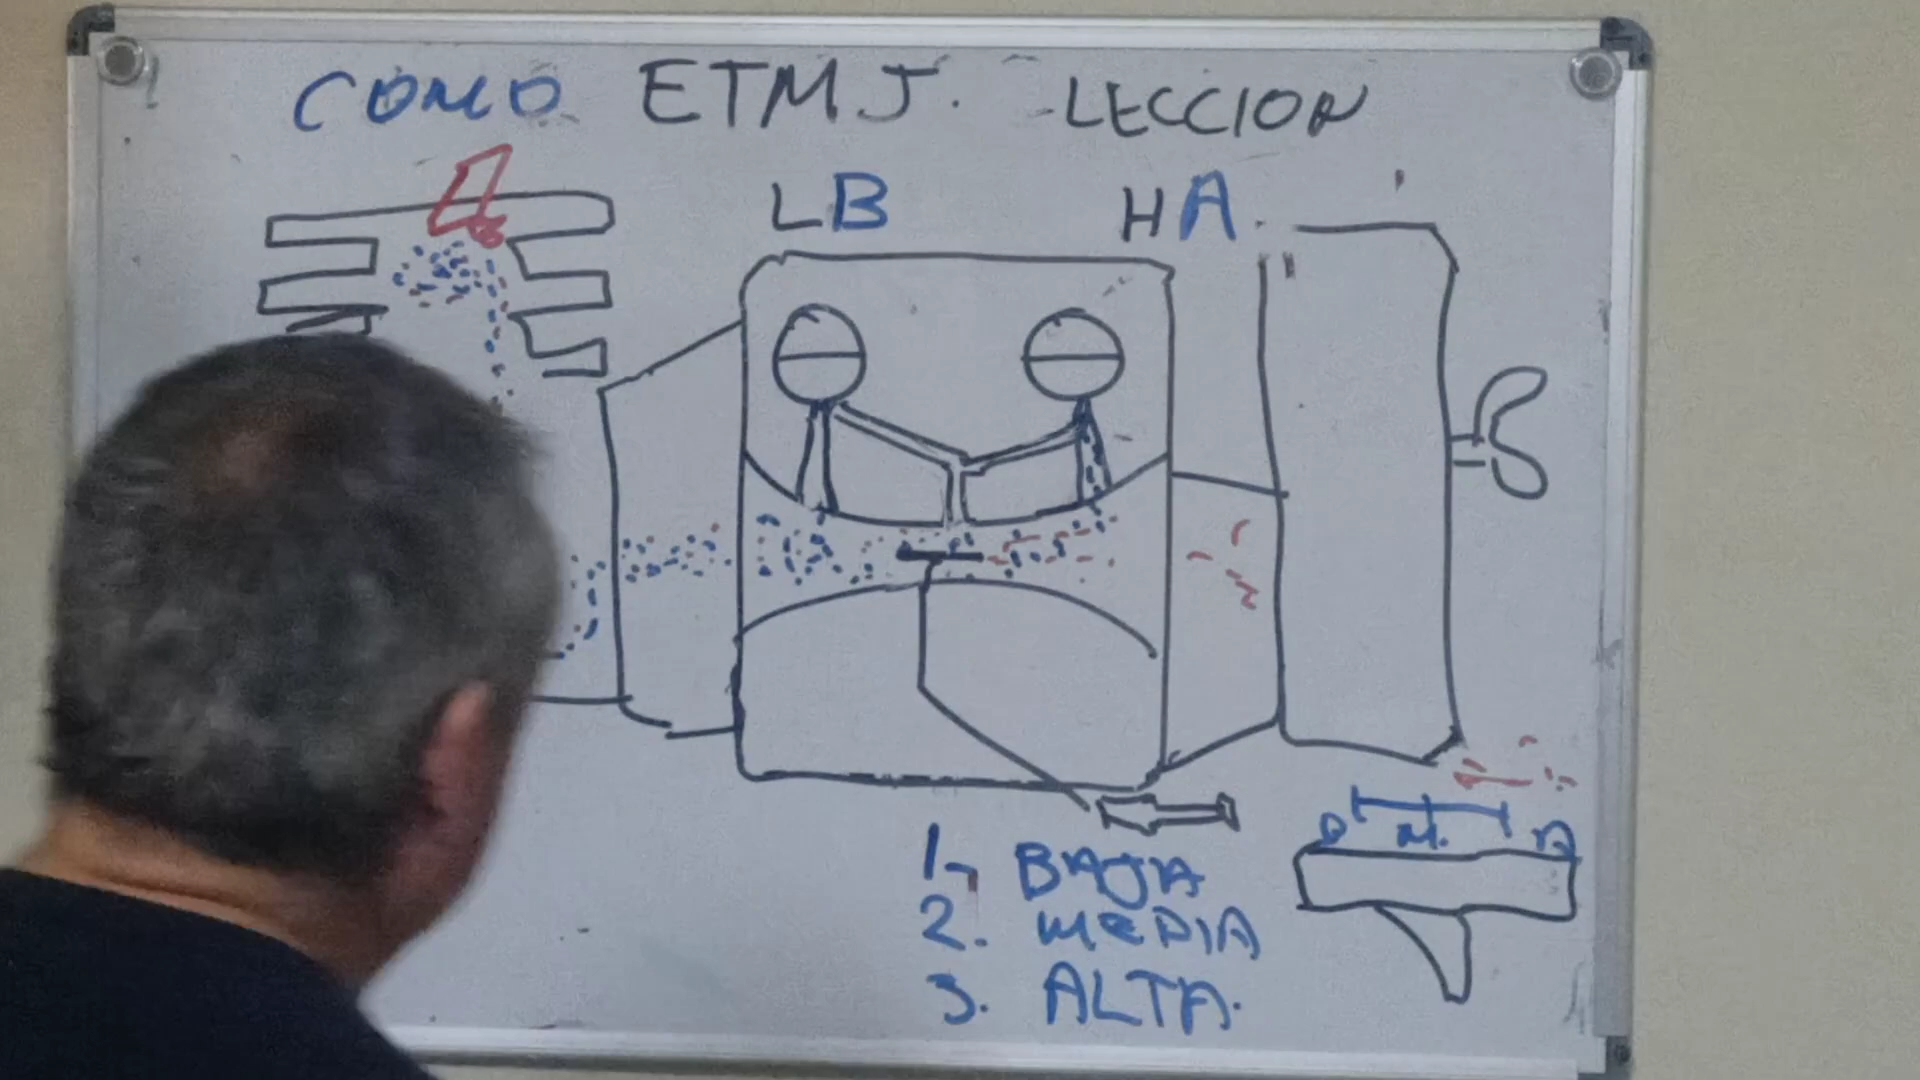 COMO ETMJ. LECCION
LB HA.
1. BAJA
2. MEDIA
3. ALTA.